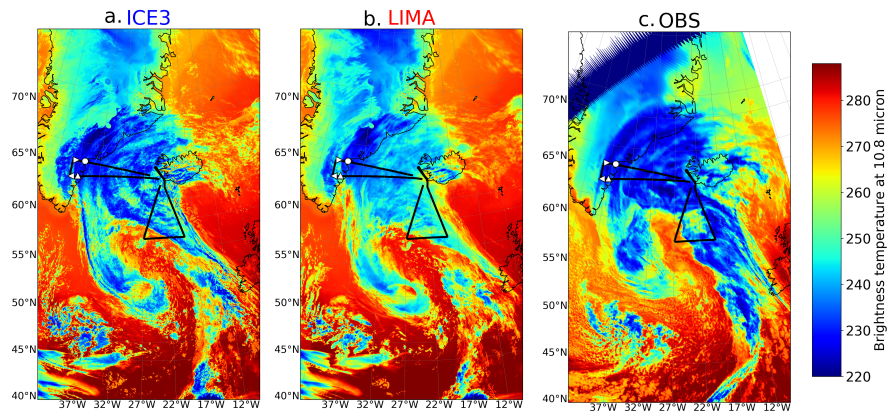 a. ICE3
b. LIMA
c. OBS
70°N
65°N
60°N
55°N
50°N
45°N
40°N
37°W 32°W 27°W 22°W 17°W 12°W
70°N
65°N
60°N
55°N
50°N
45°N
40°N
37°W 32°W 27°W 22°W 17°W 12°W
70°N
65°N
60°N
55°N
50°N
45°N
40°N
37°W 32°W 27°W 22°W 17°W 12°W
280
270
260
250
240
230
220
Brightness temperature at 10.8 micron